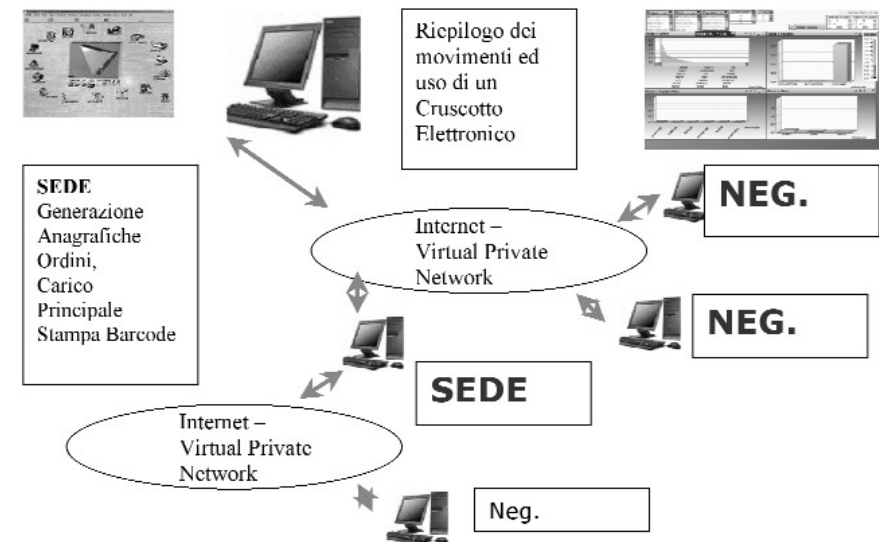 Riepilogo dei
movimenti ed
uso di un
Cruscotto
Elettronico
SEDE
Generazione
Anagrafiche
Ordini,
Carico
Principale
Stampa Barcode
NEG.
Internet –
Virtual Private
Network
NEG.
SEDE
Internet –
Virtual Private
Network
Neg.